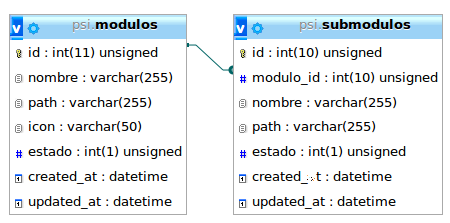 psi.modulos
id : int(11) unsigned
nombre : varchar(255)
path : varchar(255)
icon : varchar(50)
estado : int(1) unsigned
created_at : datetime
updated_at : datetime
psi.submodulos
id : int(10) unsigned
modulo_id : int(10) unsigned
nombre : varchar(255)
path : varchar(255)
estado : int(1) unsigned
created_at : datetime
updated_at : datetime